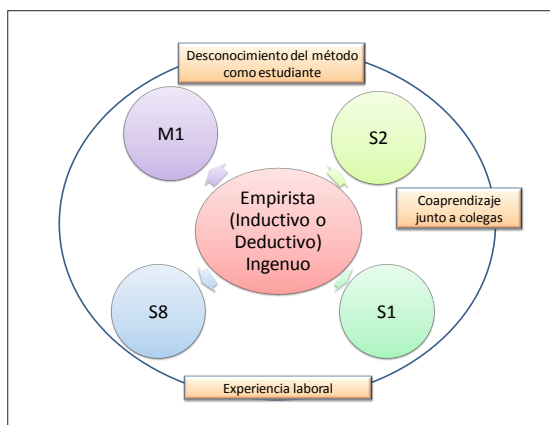 Desconocimiento del método
como estudiante
M1
S2
Empirista
(Inductivo o
Deductivo)
Ingenuo
Coaprendizaje
junto a colegas
S8
S1
Experiencia laboral